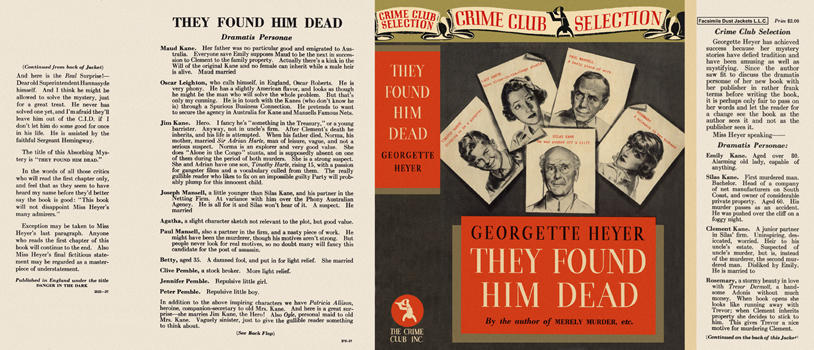 (Continued from back of Jacket)
And here is the Final Surprise!—
Dear old Superintendent Hannasyde
himself. And I think he might be
allowed to solve the mystery, just
for a great treat. He never has
solved one yet, and I'm afraid they'll
leave him out of the C.I.D. if I
don't let him do some good for once
in his life. He is assisted by the
faithful Sergeant Hemingway.
The title of this Absorbing Mys-
tery is "THEY FOUND HIM DEAD."
In the words of all those critics
who will read the first chapter only,
and feel that as they seem to have
heard my name before they'd better
say the book is good: "This book
will not disappoint Miss Heyer's
many admirers."
Exception may be taken to Miss
Heyer's last paragraph. Anyone
who reads the first chapter of this
book will continue to the end. Also
Miss Heyer's first fictitious state-
ment may be regarded as a master-
piece of understatement.
Published in England under the title
DANGER IN THE DARK
THEY FOUND HIM DEAD
Dramatis Personae
Maud Kane. Her father was no particular good and emigrated to Aus-
tralia. Everyone save Emily supposes Maud to be the next in succes-
sion to Clement to the family property. Actually there's a kink in the
Will of the original Kane and no female can inherit while a male heir
is alive. Maud married
Oscar Leighton, who calls himself, in England, Oscar Roberts. He is
very phony. He has a slightly American flavor, and looks as though
he might be the man who will solve the whole problem. But that's
only my cunning. He is in touch with the Kanes (who don't know he
is) through a Spurious Business Connection. He pretends to want
to secure the agency in Australia for Kane and Mansells Famous Nets.
Jim Kane. Hero. I fancy he's "something in the Treasury," or a young
barrister. Anyway, not in uncle's firm. After Clement's death he
inherits, and his life is attempted. When his father died, Norma, his
mother, married Sir Adrian Harte, man of leisure, vague, and not a
serious suspect. Norma is an explorer and very good value. She
does "Alone in the Congo" stunts, and is supposedly absent on one
of them during the period of both murders. She is a strong suspect.
She and Adrian have one son, Timothy Harte, rising 15, with a passion
for gangster films and a vocabulary culled from them. The really
gullible reader who likes to fix on an impossible guilty Party will prob-
ably plump for this innocent child.
Joseph Mansell, a little younger than Silas Kane, and his partner in the
Netting Firm. At variance with him over the Phony Australian
Agency. He is all for it and Silas won't hear of it. A suspect. He
married
Agatha, a slight character sketch not relevant to the plot, but good value.
Paul Mansell, also a partner in the firm, and a nasty piece of work. He
might have been the murderer, though his motives aren't strong. But
people never look for real motives, so no doubt many will fancy this
candidate for the post of assassin.
Betty, aged 35. A damned fool, and put in for light relief. She married
Clive Pemble, a stock broker. More light relief.
Jennifer Pemble. Repulsive little girl.
Peter Pemble. Repulsive little boy.
In addition to the above inspiring characters we have Patricia Allison,
heroine, companion-secretary to old Mrs. Kane. And here is a great sur-
prise—she marries Jim Kane, the Hero! Also Ogle, personal maid to old
Mrs. Kane. Vaguely sinister, just to give the gullible reader something
to think about.
(See Back Flap)
CRIME CLUB
SELECTION
THEY
FOUND
HIM
DEAD
GEORGETTE
HEYER
THE
CRIME
CLUB INC.
CRIME CLUB SELECTION
PAUL MANSELL
SILAS KANE
GEORGETTE HEYER
THEY FOUND
HIM DEAD
By the author of MERELY MURDER, etc.
Facsimile Dust Jackets L.L.C.
Price $2.00
Crime Club Selection
Georgette Heyer has achieved
success because her mystery
stories have defied tradition and
have been amusing as well as
mystifying. Since the author
saw fit to discuss the dramatis
personae of her new book with
her publisher in rather frank
terms before writing the book,
it is perhaps only fair to pass on
her words and let the reader for
a change see the book as the
author sees it and not as the
publisher sees it.
Miss Heyer speaking—
Dramatis Personae:
Emily Kane. Aged over 80.
Alarming old lady, capable of
anything.
Silas Kane. First murdered man.
Bachelor. Head of a company
of net manufacturers on South
Coast, and owner of considerable
private property. Aged 60. His
murder passes as an accident.
He was pushed over the cliff on a
foggy night.
Clement Kane. A junior partner
in Silas' firm. Uninspiring, des-
iccated, worried. Heir to his
uncle's estate. Suspected of
uncle's murder, but is, instead
of the murderer, the second mur-
dered man. Disliked by Emily.
He is married to
Rosemary, a stormy beauty in love
with Trevor Dermott, a hand-
some Adonis without much
money. When book opens she
looks like running away with
Trevor; when Clement inherits
property she decides to stick to
him. This gives Trevor a nice
motive for murdering Clement.
(Continued on the back of this Jacket)